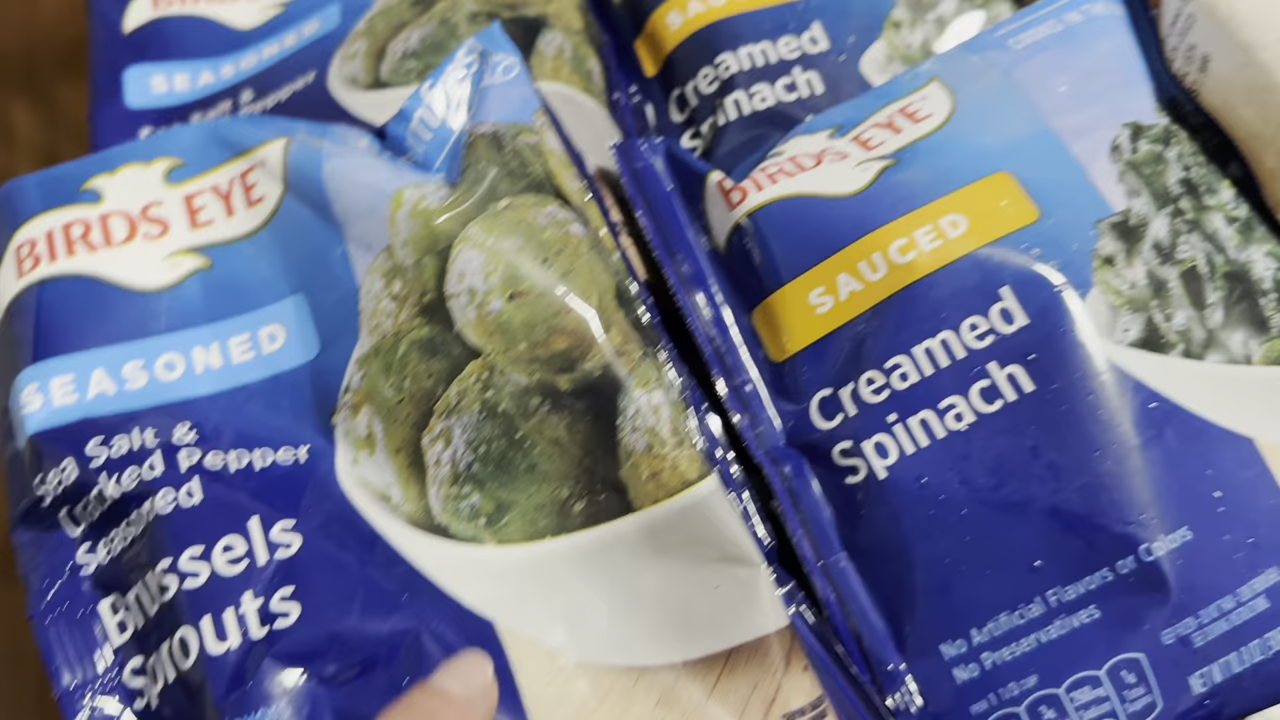 SEASONED
SAUCED
Creamed
Spinach
BIRDS EYE
SEASONED
Sea Salt &
Cracked Pepper
Seasoned
Brussels
Sprouts
BIRDS EYE
SAUCED
Creamed
Spinach
No Artificial Flavors or Colors
No Preservatives